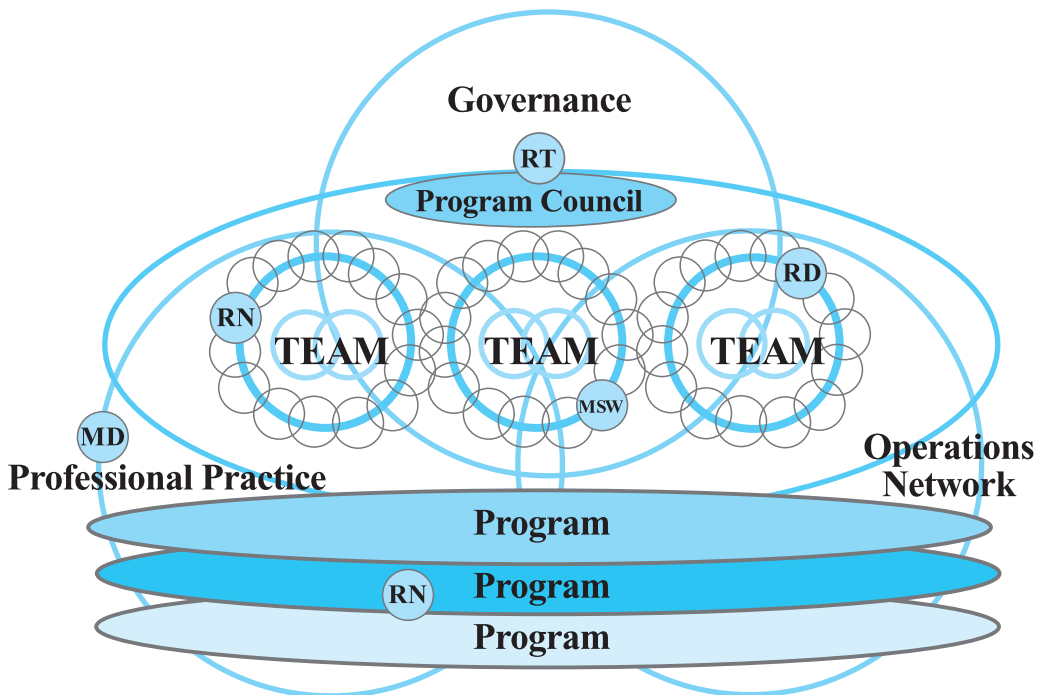 Governance
RT
Program Council
RD
RN
TEAM
TEAM
TEAM
MSW
MD
Professional Practice
Operations
Network
Program
Program
RN
Program